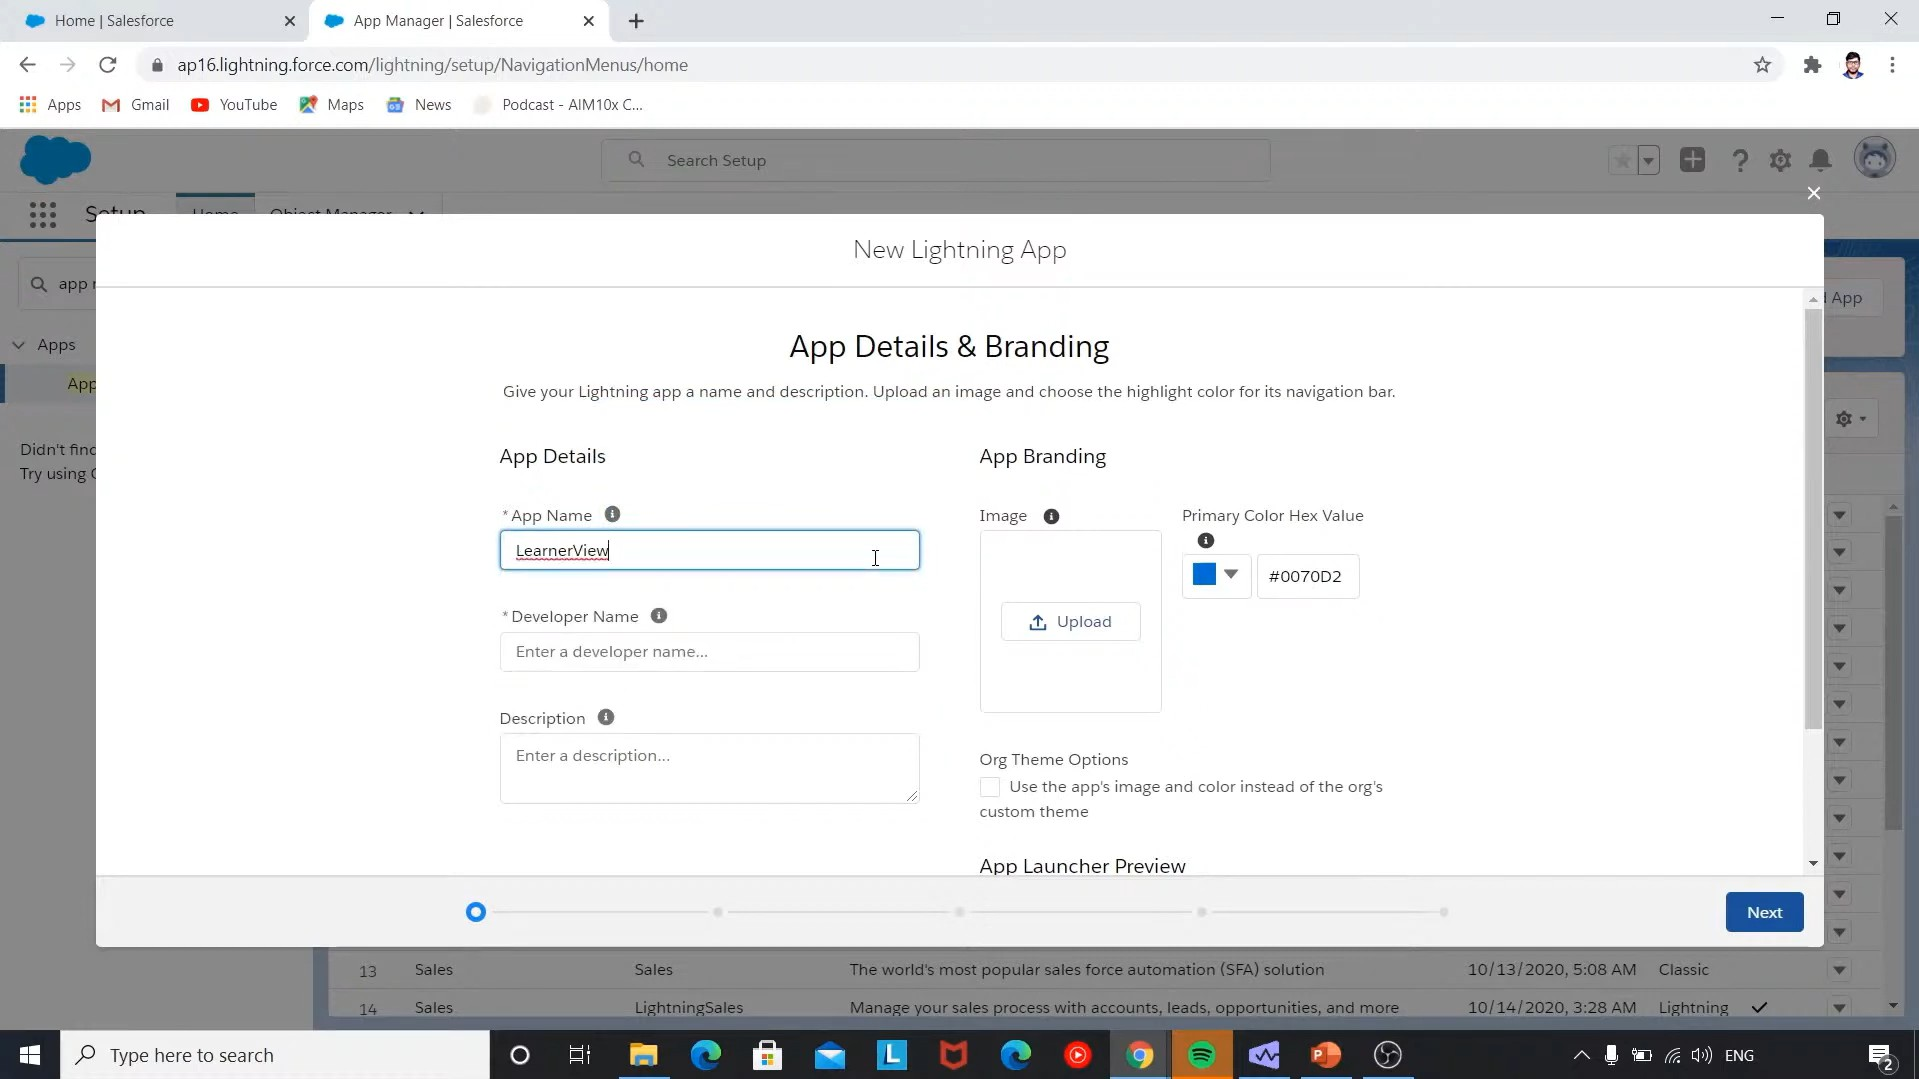 Home | Salesforce
App Manager | Salesforce
ap16.lightning.force.com/lightning/setup/NavigationMenus/home
Apps
Gmail
YouTube
Maps
News
Podcast - AIM10x C...
Search Setup
Setup
Home
Object Manager
New Lightning App
app
App
Apps
App
Didn't find
Try using
App Details & Branding
Give your Lightning app a name and description. Upload an image and choose the highlight color for its navigation bar.
App Details
App Branding
* App Name
LearnerView
* Developer Name
Enter a developer name...
Description
Enter a description...
Image
Upload
Primary Color Hex Value
#0070D2
Org Theme Options
Use the app's image and color instead of the org's
custom theme
App Launcher Preview
Next
13 Sales Sales The world's most popular sales force automation (SFA) solution 10/13/2020, 5:08 AM Classic
14 Sales LightningSales Manage your sales process with accounts, leads, opportunities, and more 10/14/2020, 3:28 AM Lightning
Type here to search
L
ENG
2